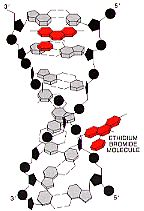 3'
5'
ETHIDIUM
BROMIDE
MOLECULE
3'
5'